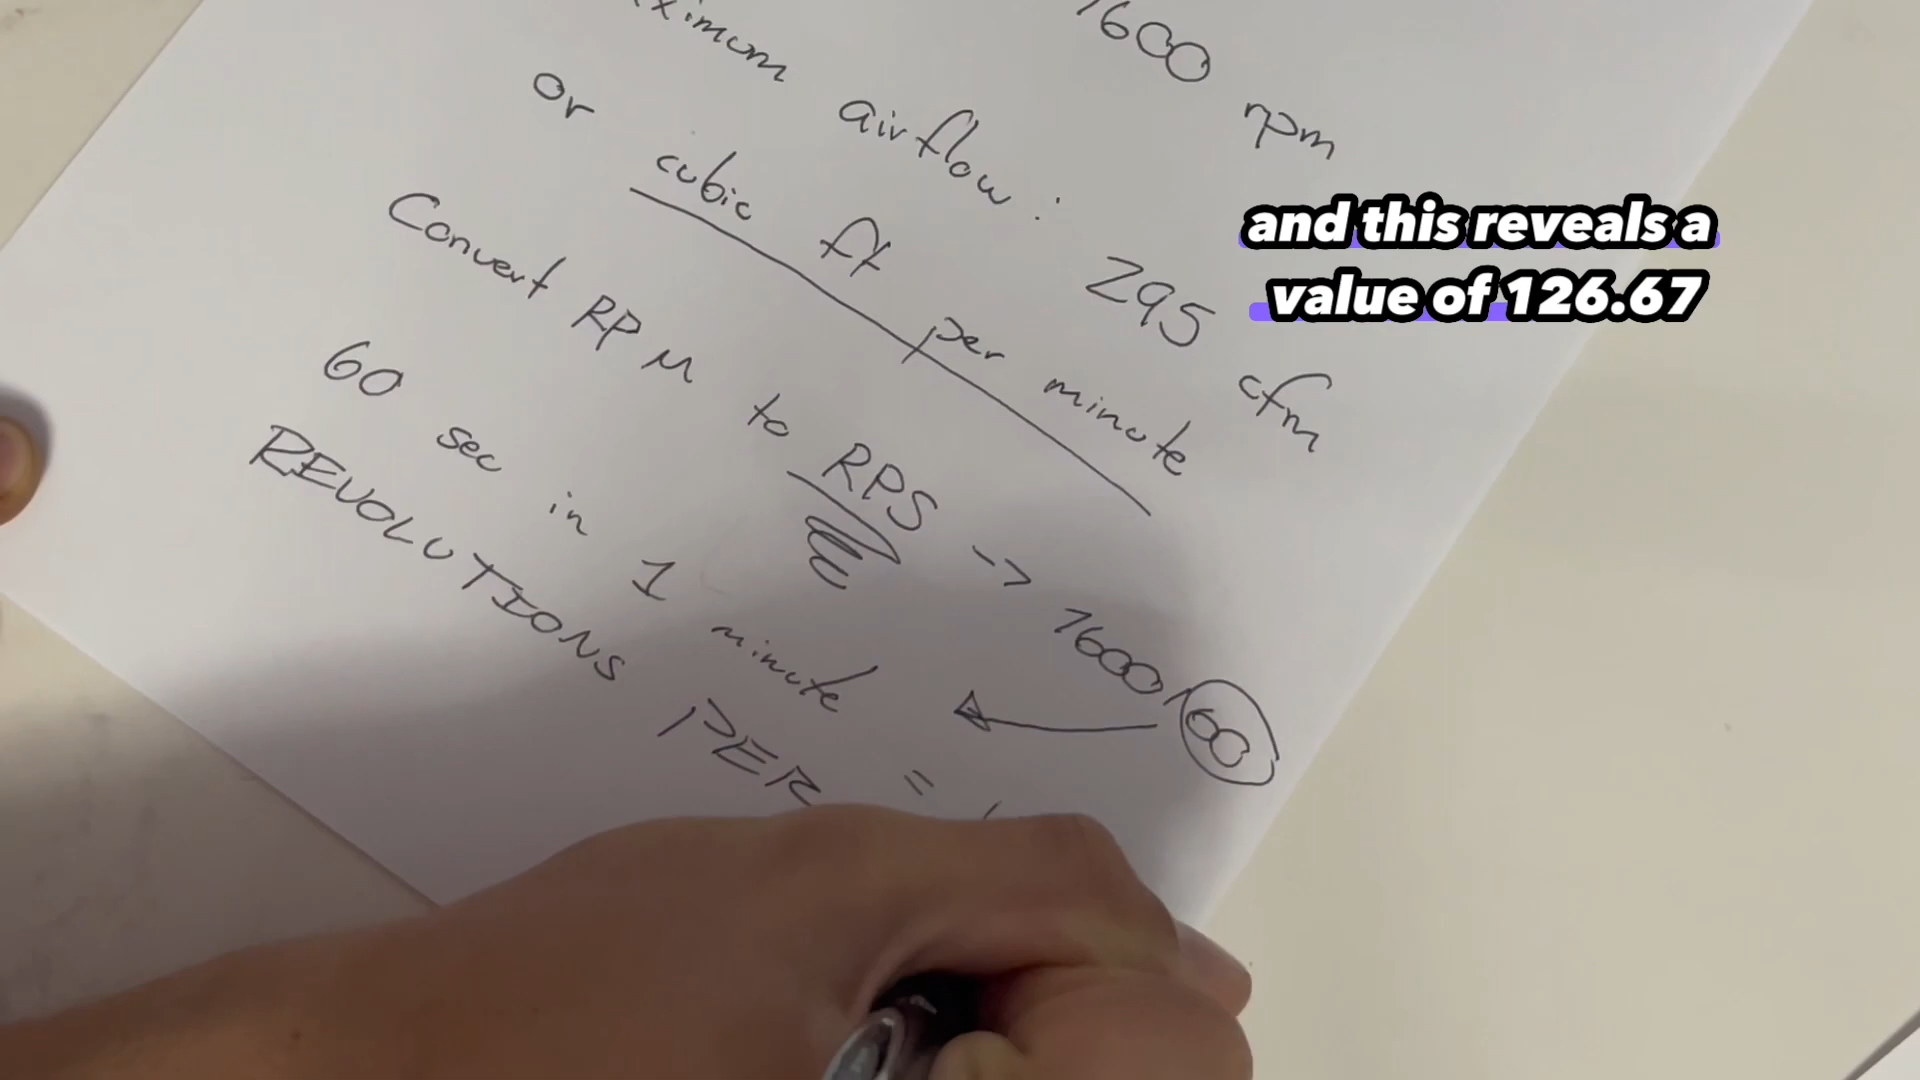 7600 rpm
ximum airflow: 295 cfm
or cubic ft per minute
Convert RPM to RPS -> 7600/60
60 sec in 1 minute =
REVOLUTIONS PER
and this reveals a
value of 126.67